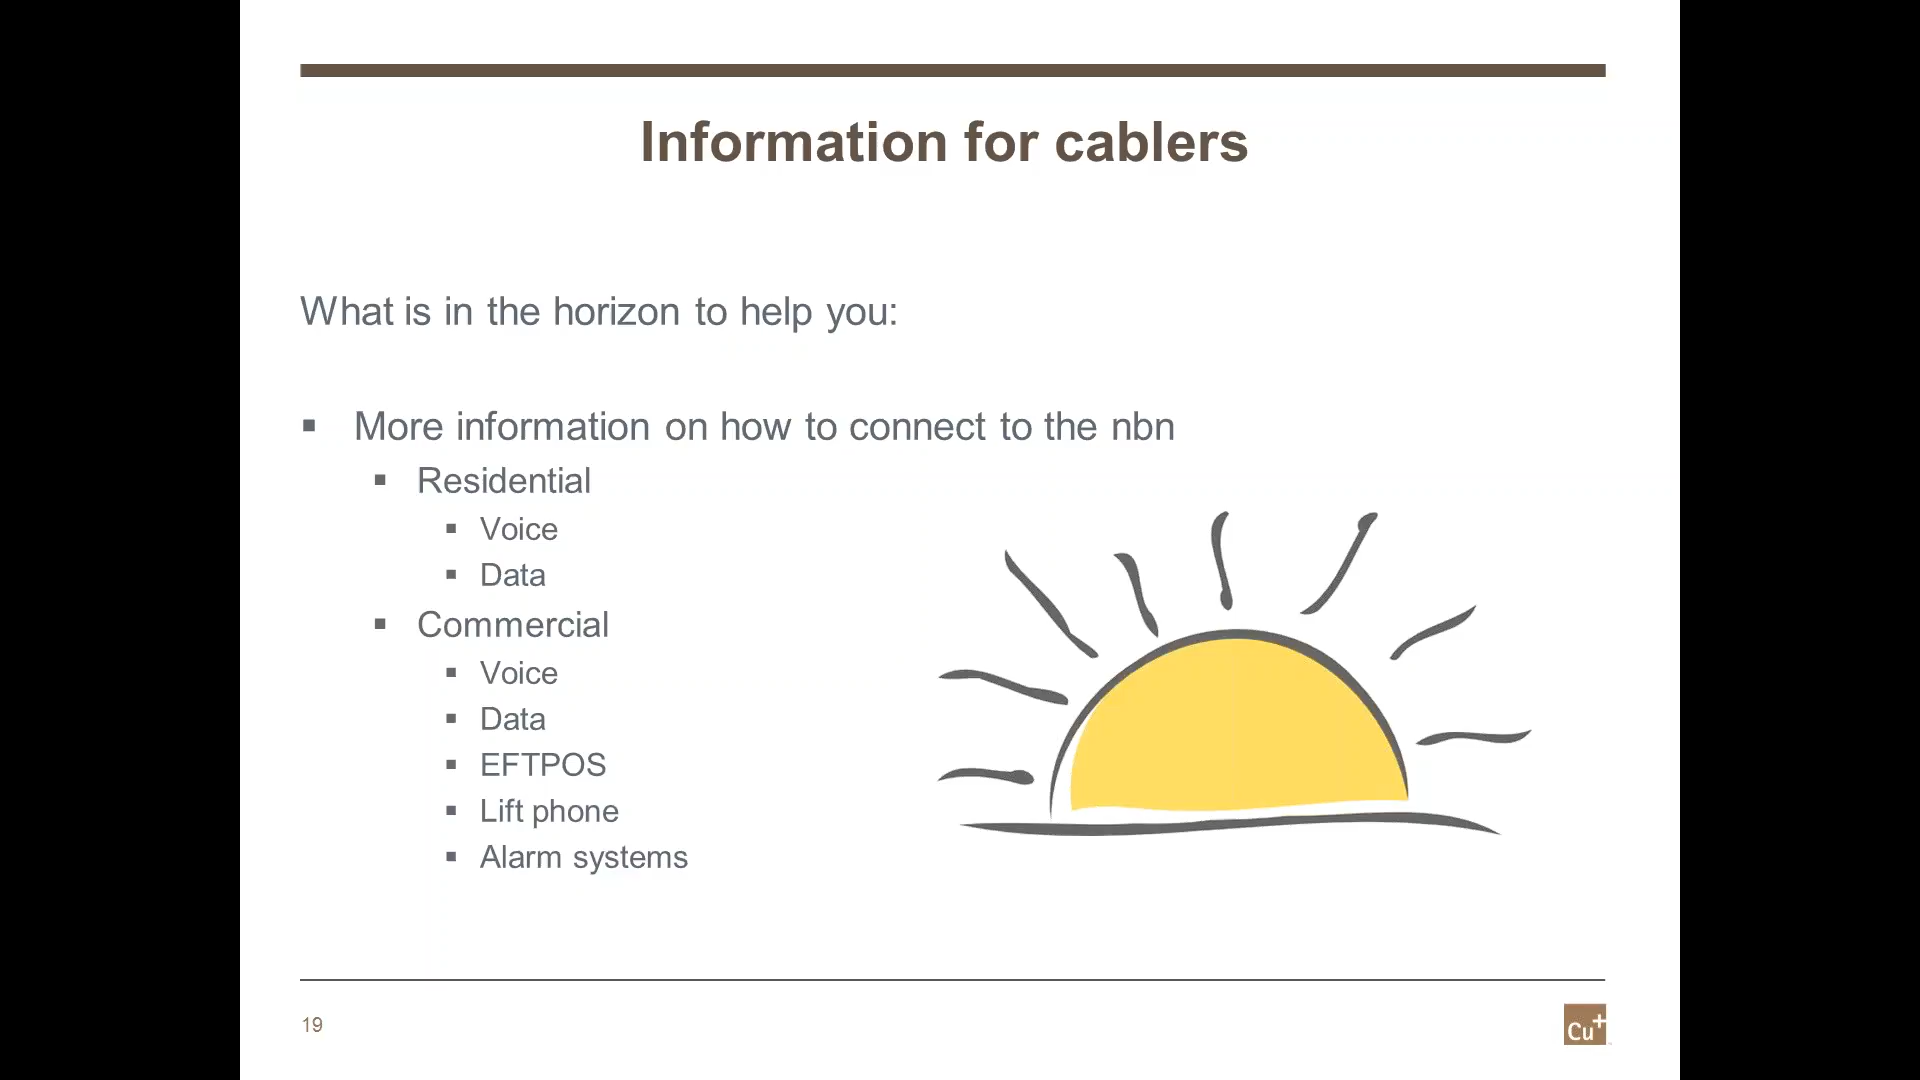 Information for cablers
What is in the horizon to help you:
▪ More information on how to connect to the nbn
▪ Residential
▪ Voice
▪ Data
▪ Commercial
▪ Voice
▪ Data
▪ EFTPOS
▪ Lift phone
▪ Alarm systems
19
Cu+